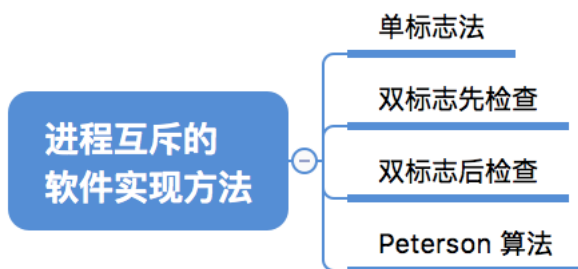 进程互斥的
软件实现方法
单标志法
双标志先检查
双标志后检查
Peterson 算法